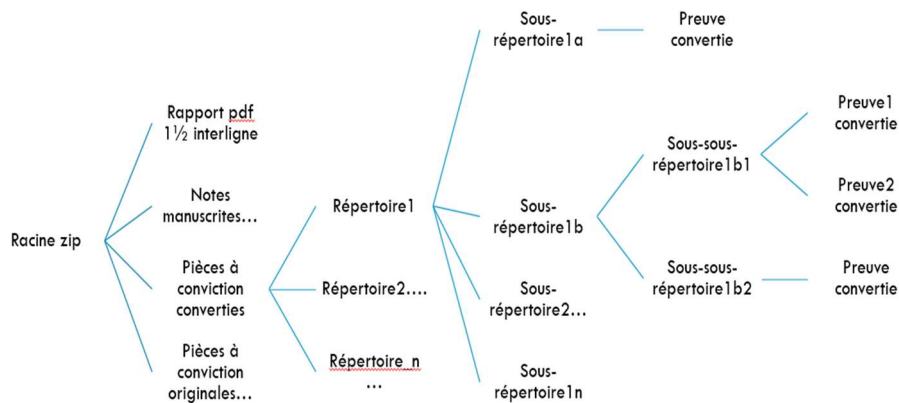 Racine zip
Rapport pdf
1½ interligne
Notes
manuscrites…
Pièces à
conviction
converties
Pièces à
conviction
originales…
Répertoire1
Répertoire2….
Répertoire n
…
Sous-
répertoire1a
Sous-
répertoire1b
Sous-
répertoire2…
Sous-
répertoire1n
Preuve
convertie
Sous-sous-
répertoire1b1
Sous-sous-
répertoire1b2
Preuve1
convertie
Preuve2
convertie
Preuve
convertie